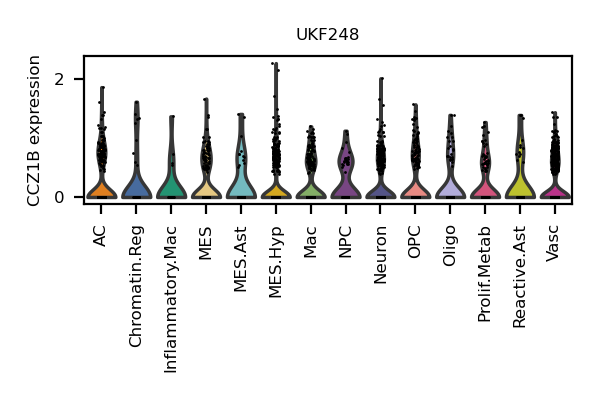 UKF248
CCZ1B expression
2
0
AC
Chromatin.Reg
Inflammatory.Mac
MES
MES.Ast
MES.Hyp
Mac
NPC
Neuron
OPC
Oligo
Prolif.Metab
Reactive.Ast
Vasc